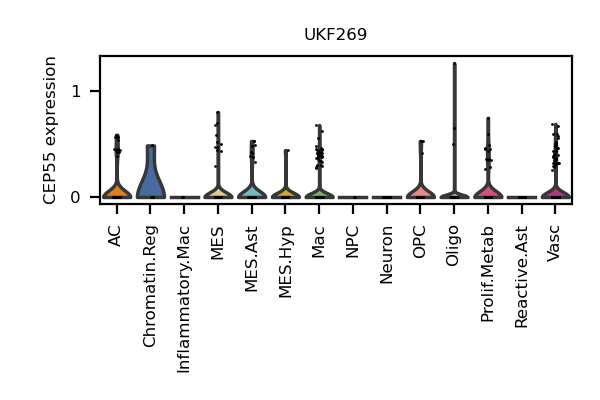 UKF269
CEP55 expression
1
0
AC
Chromatin.Reg
Inflammatory.Mac
MES
MES.Ast
MES.Hyp
Mac
NPC
Neuron
OPC
Oligo
Prolif.Metab
Reactive.Ast
Vasc